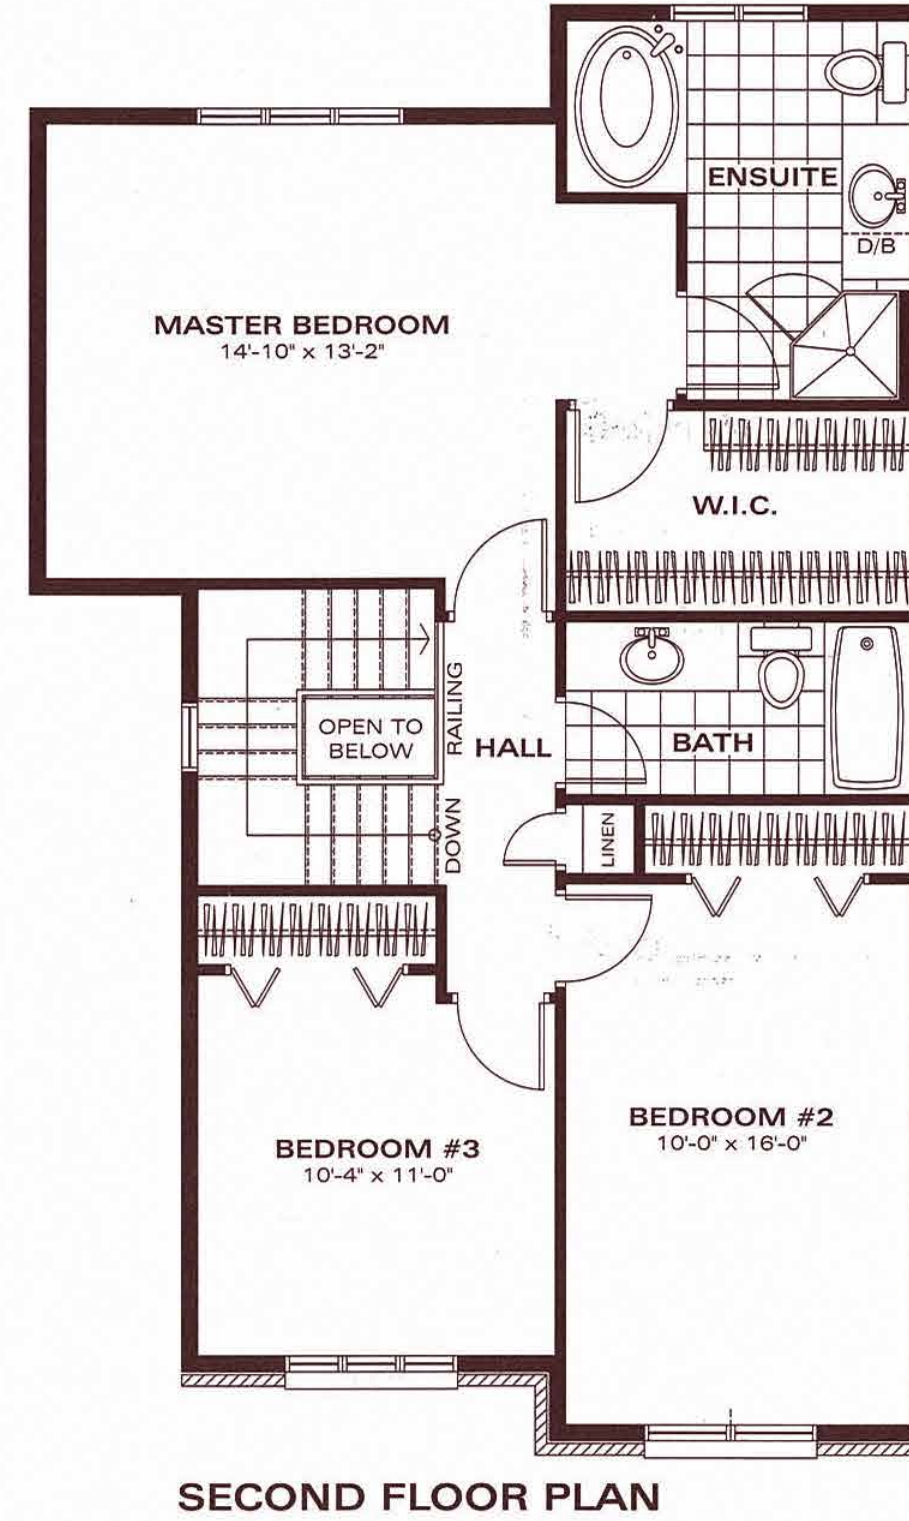 ENSUITE
D/B
MASTER BEDROOM
14'-10" x 13'-2"
W.I.C.
OPEN TO
BELOW
RAILING
HALL
BATH
DOWN
LINEN
BEDROOM #2
10'-0" x 16'-0"
BEDROOM #3
10'-4" x 11'-0"
SECOND FLOOR PLAN